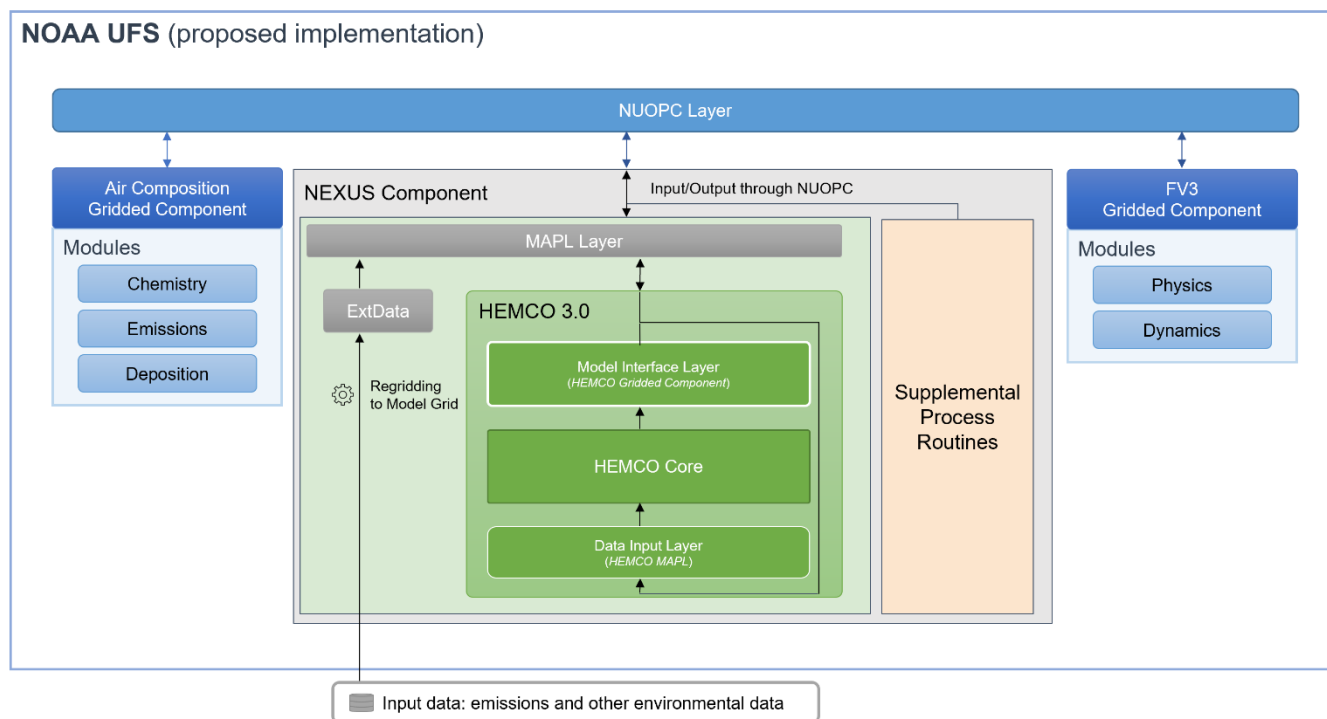 NOAA UFS (proposed implementation)
NUOPC Layer
Air Composition
Gridded Component
Modules
Chemistry
Emissions
Deposition
NEXUS Component
Input/Output through NUOPC
MAPL Layer
ExtData
Regridding
to Model Grid
HEMCO 3.0
Model Interface Layer
(HEMCO Gridded Component)
HEMCO Core
Data Input Layer
(HEMCO MAPL)
Supplemental
Process
Routines
FV3
Gridded Component
Modules
Physics
Dynamics
Input data: emissions and other environmental data